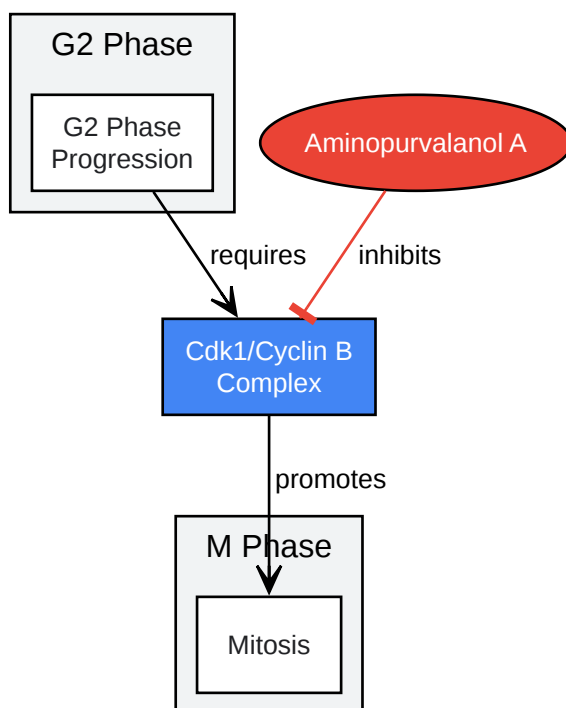 G2 Phase
G2 Phase
Progression
Aminopurvalanol A
requires
inhibits
Cdk1/Cyclin B
Complex
promotes
M Phase
Mitosis